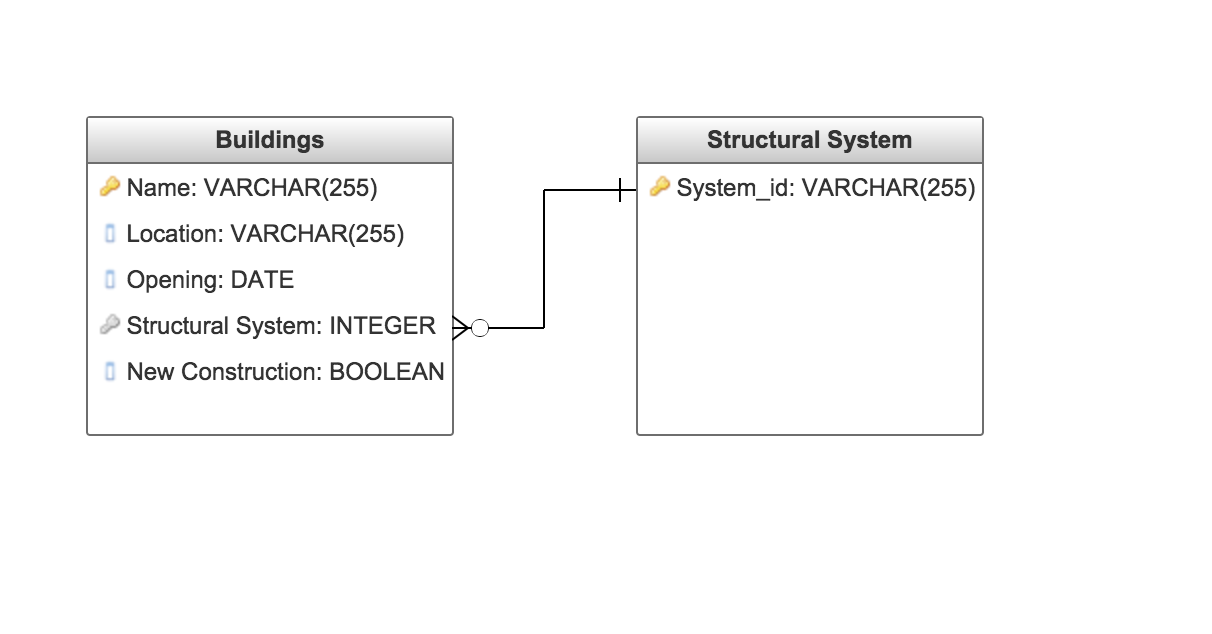 Buildings
Name: VARCHAR(255)
Location: VARCHAR(255)
Opening: DATE
Structural System: INTEGER
New Construction: BOOLEAN
Structural System
System_id: VARCHAR(255)